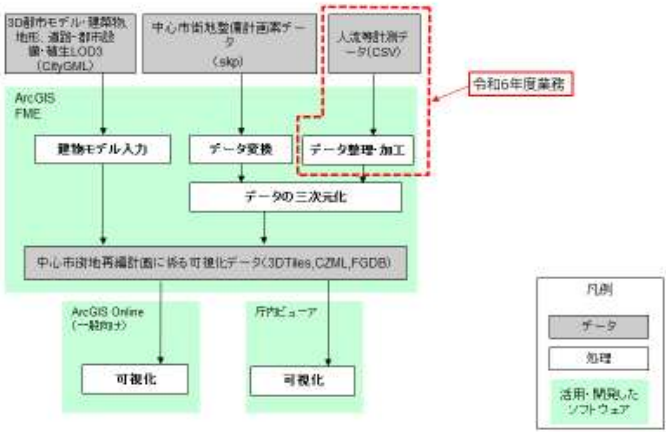 3D都市モデル・建築物、
地形、道路・都市設
備・植生LOD3
(CityGML)
中心市街地整備計画案デー
タ
(skp)
人流等計測デ
ータ(CSV)
令和6年度業務
ArcGIS
FME
建物モデル入力
データ変換
データ整理・加工
データの三次元化
中心市街地再編計画に係る可視化データ(3DTiles,CZML,FGDB)
ArcGIS Online
(一般向け)
可視化
庁内ビューア
可視化
凡例
データ
処理
活用・開発した
ソフトウェア